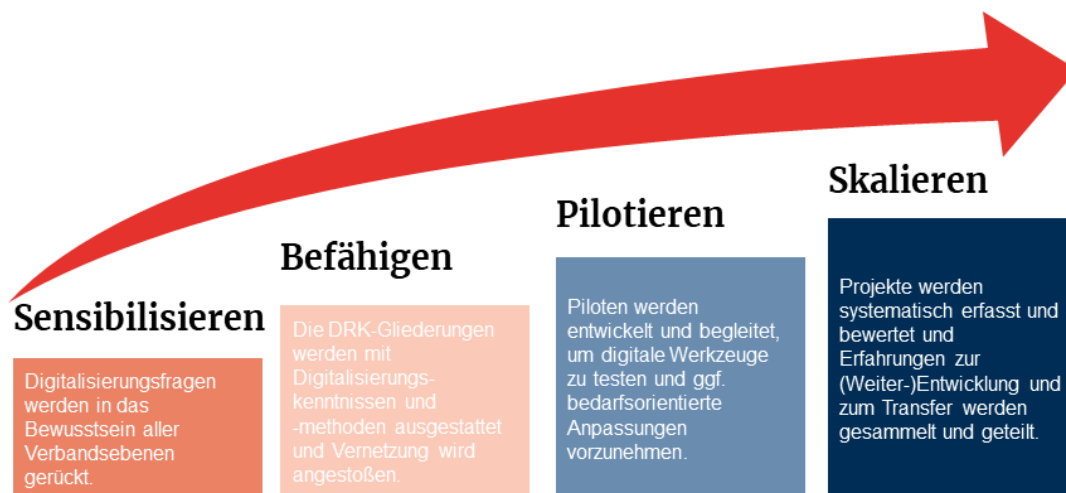 Sensibilisieren
Digitalisierungsfragen
werden in das
Bewusstsein aller
Verbandsebenen
gerückt.
Befähigen
Die DRK-Gliederungen
werden mit
Digitalisierungs-
kenntnissen und
-methoden ausgestattet
und Vernetzung wird
angestoßen.
Pilotieren
Piloten werden
entwickelt und begleitet,
um digitale Werkzeuge
zu testen und ggf.
bedarfsorientierte
Anpassungen
vorzunehmen.
Skalieren
Projekte werden
systematisch erfasst und
bewertet und
Erfahrungen zur
(Weiter-)Entwicklung und
zum Transfer werden
gesammelt und geteilt.